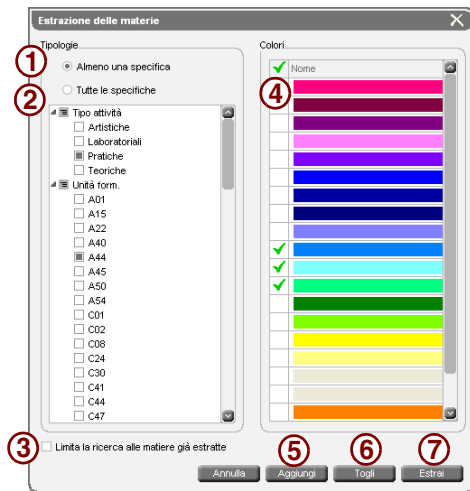 Estrazione delle materie
Tipologie
Colori
1 Almeno una specifica
2 Tutte le specifiche
Tipo attività
Artistiche
Laboratoriali
Pratiche
Teoriche
Unità form.
A01
A15
A22
A40
A44
A45
A50
A54
C01
C02
C08
C24
C30
C41
C44
C47
Nome
4
3 Limita la ricerca alle matiere già estratte
5 6 7
Annulla Aggiungi Togli Estrai